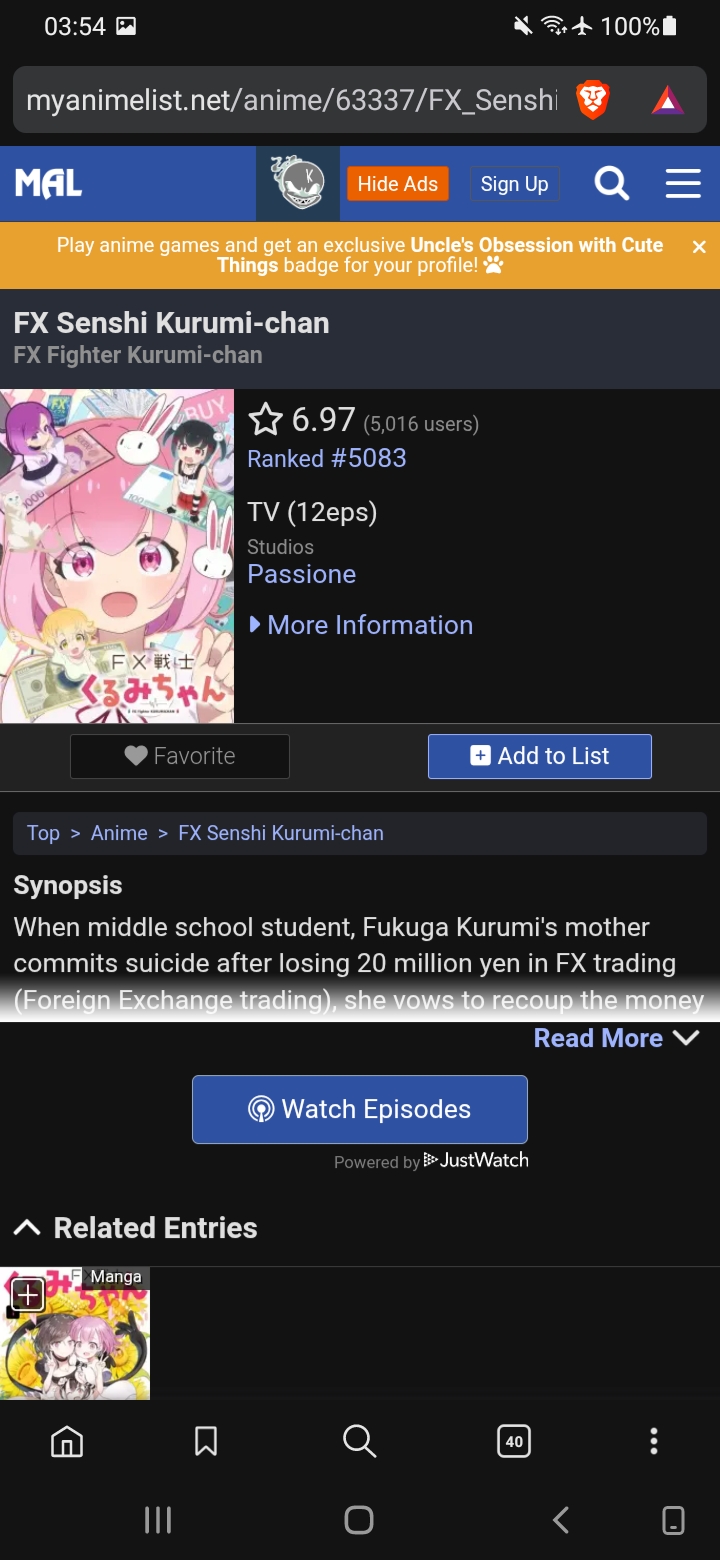 03:54
100%
myanimelist.net/anime/63337/FX_Senshi
MAL
K
Hide Ads
Sign Up
Play anime games and get an exclusive Uncle's Obsession with Cute
Things badge for your profile!
FX Senshi Kurumi-chan
FX Fighter Kurumi-chan
FX
BUY
FX戦士
くるみちゃん
6.97 (5,016 users)
Ranked #5083
TV (12eps)
Studios
Passione
More Information
Favorite
Add to List
Top > Anime > FX Senshi Kurumi-chan
Synopsis
When middle school student, Fukuga Kurumi's mother
commits suicide after losing 20 million yen in FX trading
(Foreign Exchange trading), she vows to recoup the money
Read More
Watch Episodes
Powered by JustWatch
Related Entries
Manga
40